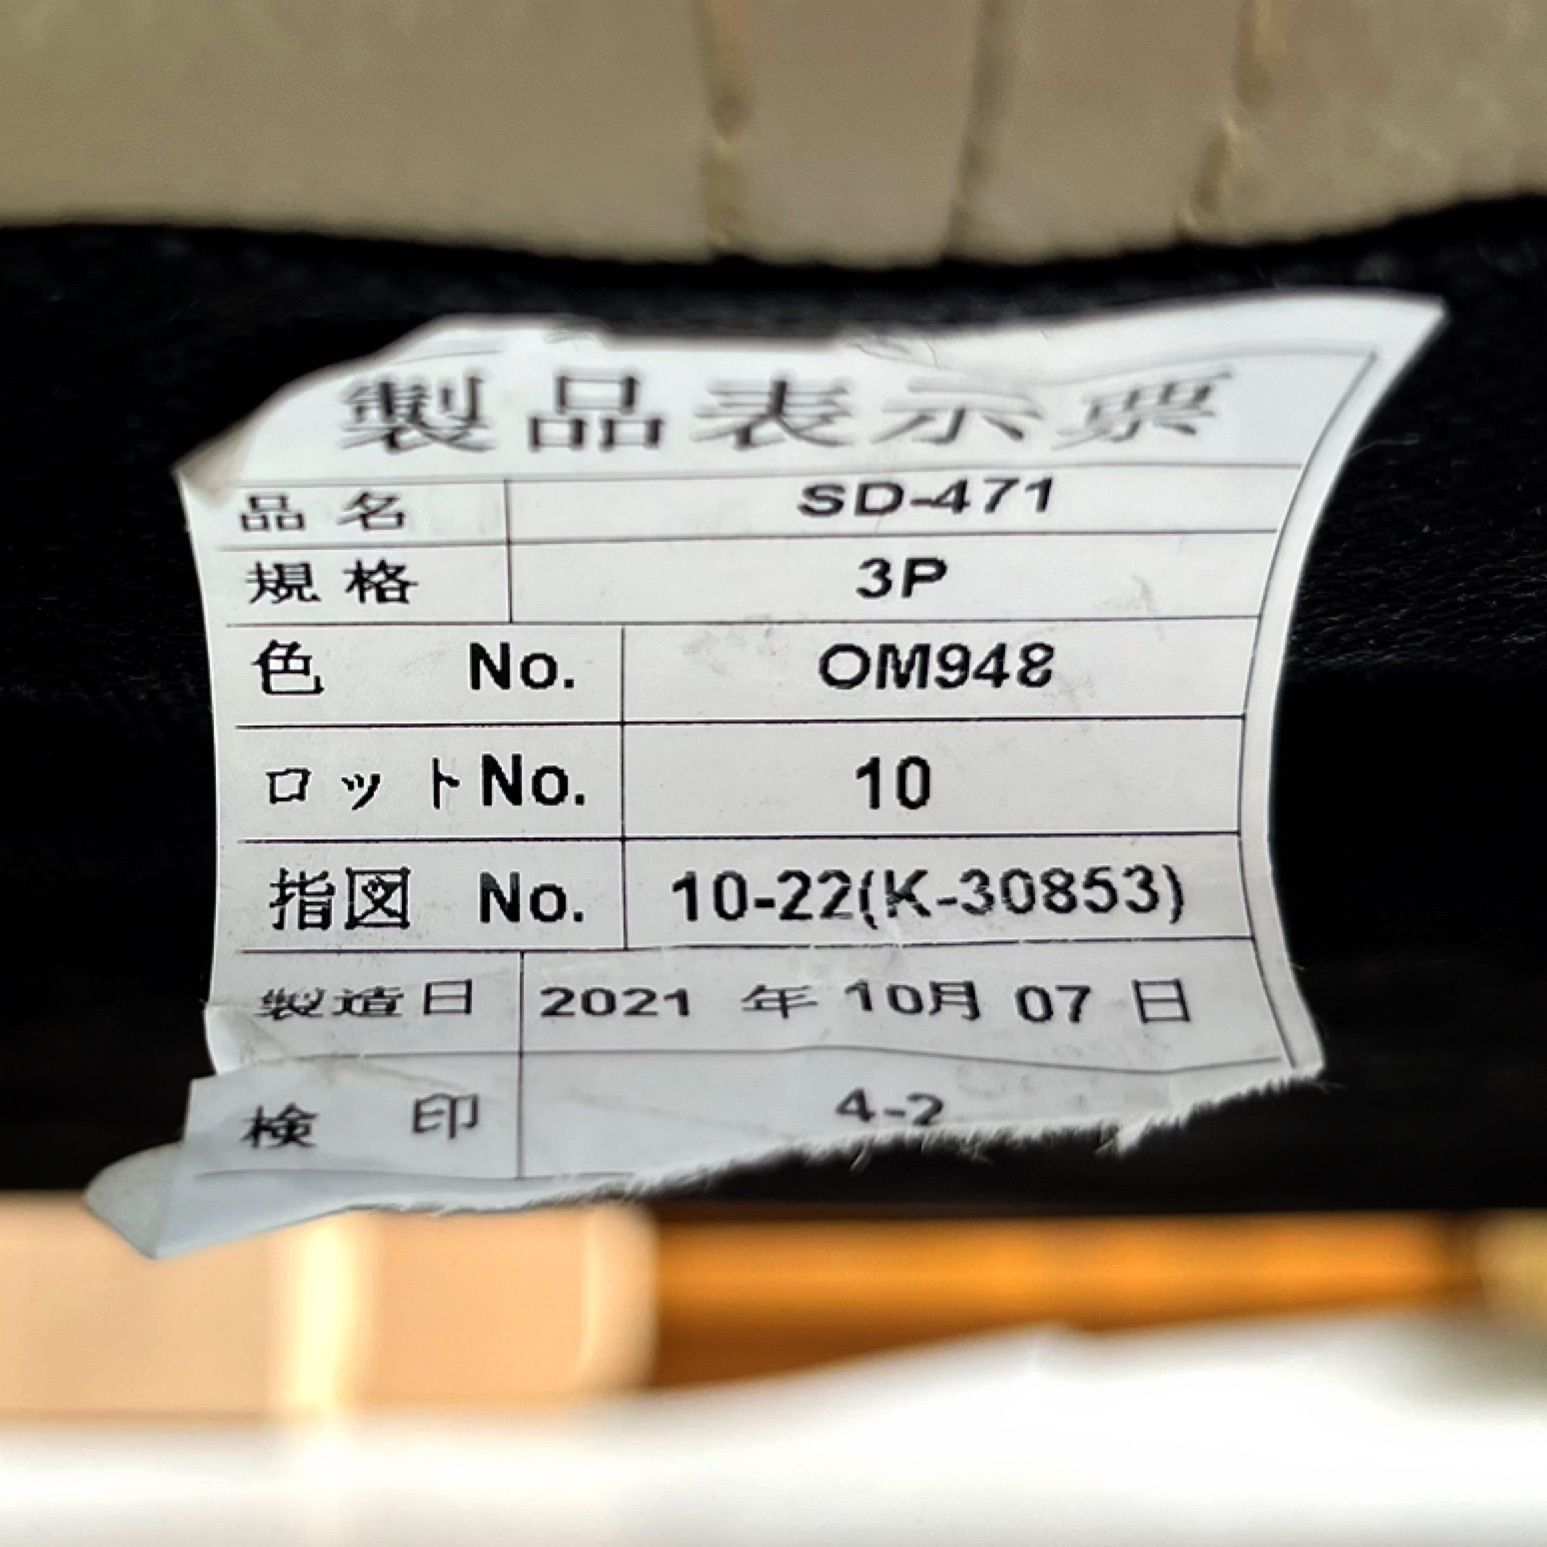 製品表示票
品名 SD-471
規格 3P
色 No. OM948
ロットNo. 10
指図 No. 10-22(K-30853)
製造日 2021 年 10月 07 日
検 印 4-2